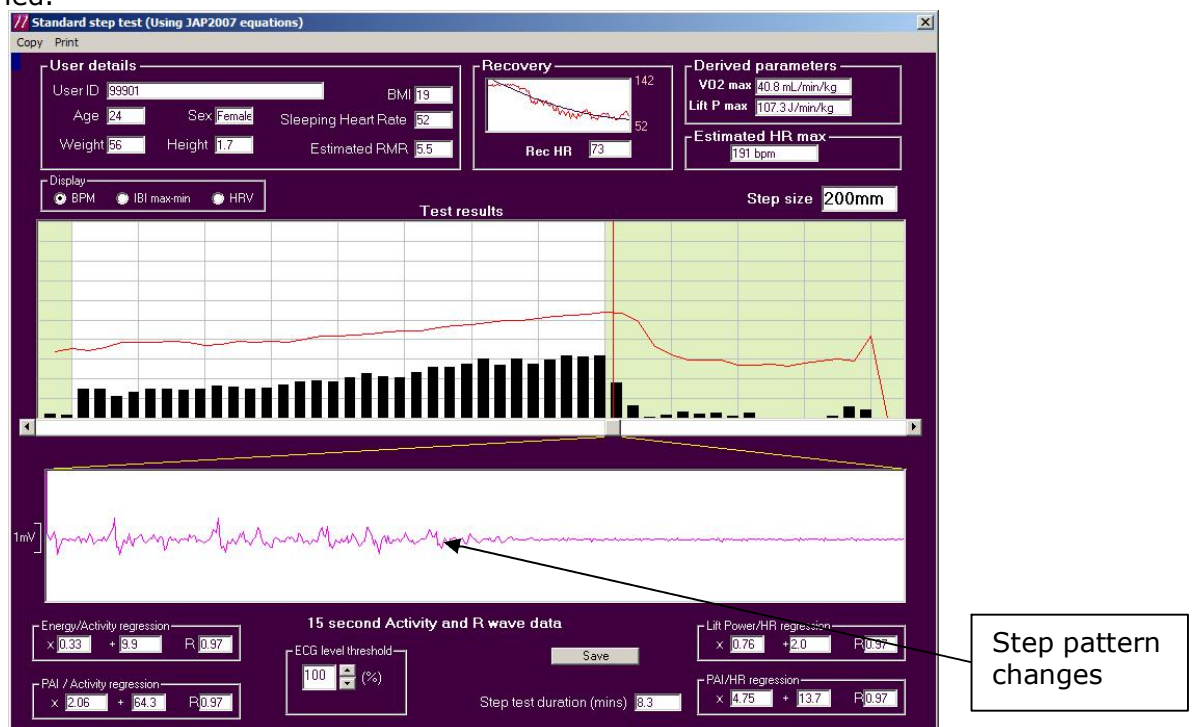 Standard step test (Using JAP2007 equations)
Copy Print
User details
User ID 99901
BMI 19
Age 24 Sex Female Sleeping Heart Rate 52
Weight 56 Height 1.7 Estimated RMR 5.5
Recovery
142
52
Rec HR 73
Derived parameters
VO2 max 40.8 mL/min/kg
Lift P max 107.3 J/min/kg
Estimated HR max
191 bpm
Display
BPM IBI max-min HRV
Test results
Step size 200mm
1mV
Energy/Activity regression
x 0.33 + 9.9 R 0.97
PAI / Activity regression
x 2.06 + 64.3 R 0.97
15 second Activity and R wave data
ECG level threshold
100 (%)
Save
Step test duration (mins) 8.3
Lift Power/HR regression
x 0.76 + 2.0 R 0.97
PAI/HR regression
x 4.75 + 13.7 R 0.97
Step pattern
changes